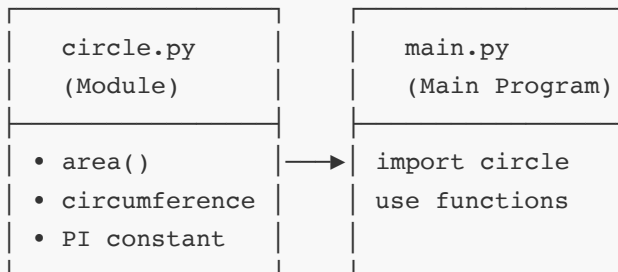 circle.py
(Module)
• area()
• circumference
• PI constant
main.py
(Main Program)
import circle
use functions